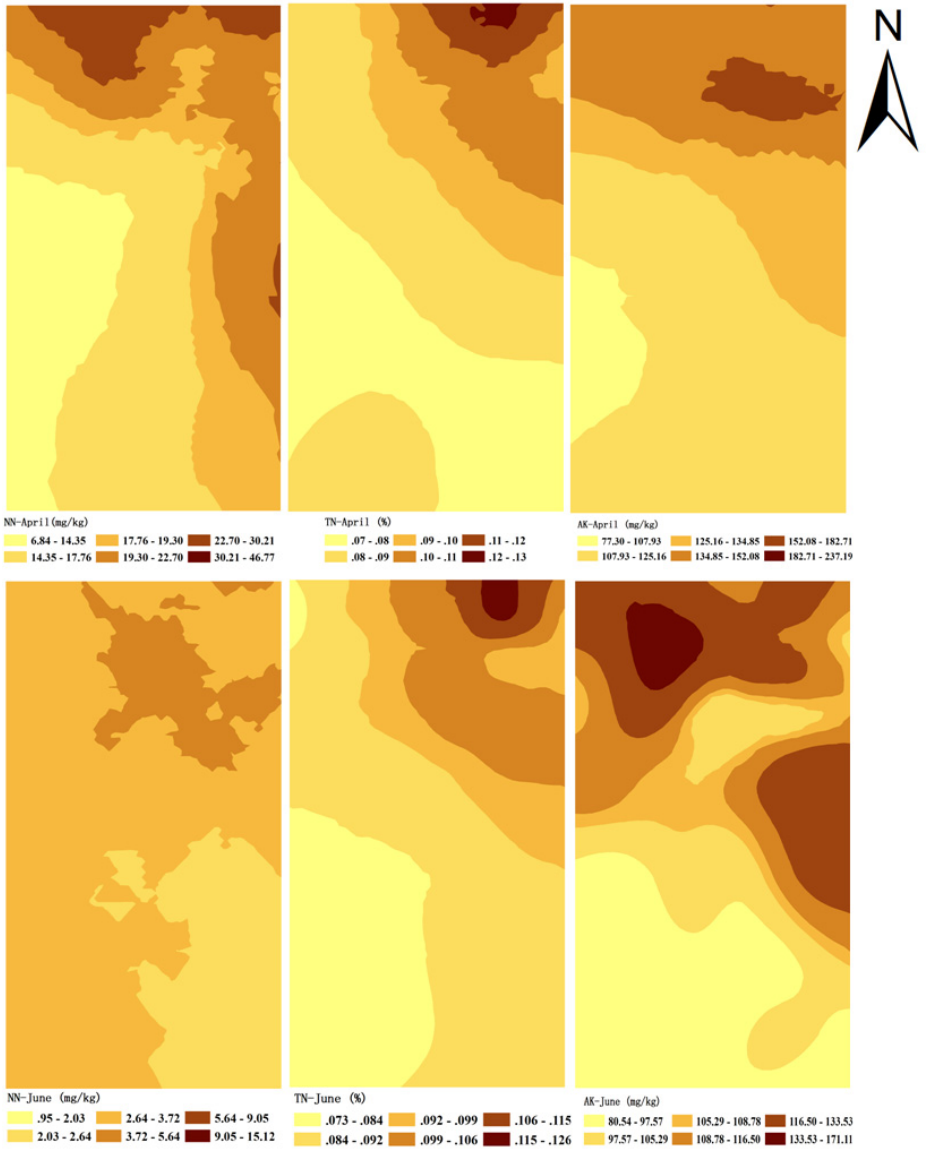 N
NN-April(mg/kg)
6.84 - 14.35 17.76 - 19.30 22.70 - 30.21
14.35 - 17.76 19.30 - 22.70 30.21 - 46.77
TN-April (%)
.07 - .08 .09 - .10 .11 - .12
.08 - .09 .10 - .11 .12 - .13
AK-April (mg/kg)
77.30 - 107.93 125.16 - 134.85 152.08 - 182.71
107.93 - 125.16 134.85 - 152.08 182.71 - 237.19
NN-June (mg/kg)
.95 - 2.03 2.64 - 3.72 5.64 - 9.05
2.03 - 2.64 3.72 - 5.64 9.05 - 15.12
TN-June (%)
.073 - .084 .092 - .099 .106 - .115
.084 - .092 .099 - .106 .115 - .126
AK-June (mg/kg)
80.54 - 97.57 105.29 - 108.78 116.50 - 133.53
97.57 - 105.29 108.78 - 116.50 133.53 - 171.11